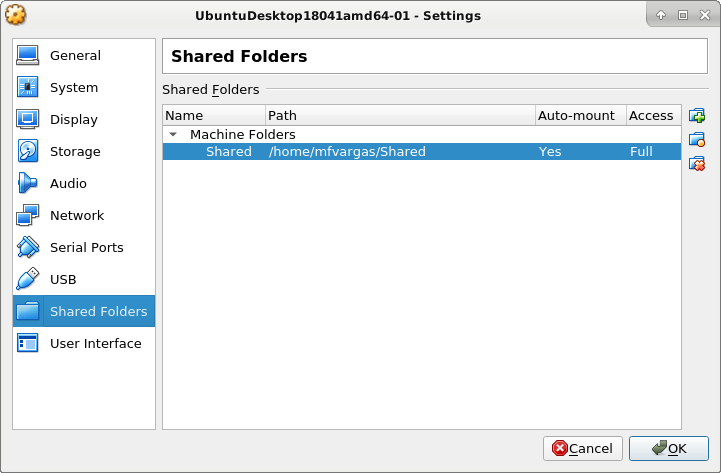 UbuntuDesktop18041amd64-01 - Settings
General
System
Display
Storage
Audio
Network
Serial Ports
USB
Shared Folders
User Interface
Shared Folders
Shared Folders
Name Path Auto-mount Access
Machine Folders
Shared /home/mfvargas/Shared Yes Full
Cancel OK